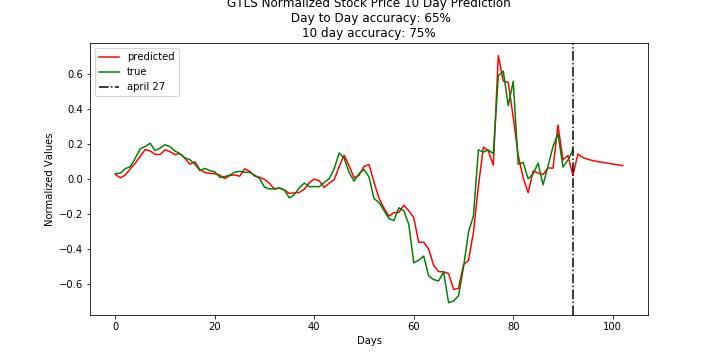 GTLS Normalized Stock Price 10 Day Prediction
Day to Day accuracy: 65%
10 day accuracy: 75%
predicted
true
april 27
Normalized Values
0.6
0.4
0.2
0.0
−0.2
−0.4
−0.6
0 20 40 60 80 100
Days